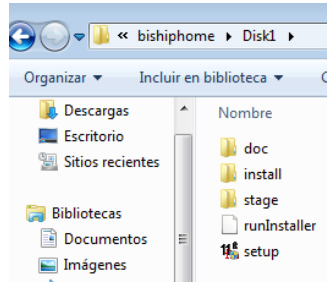 « bishiphome ▸ Disk1 ▸
Organizar ▾ Incluir en biblioteca ▾
Descargas
Escritorio
Sitios recientes
Bibliotecas
Documentos
Imágenes
Nombre
doc
install
stage
runInstaller
setup